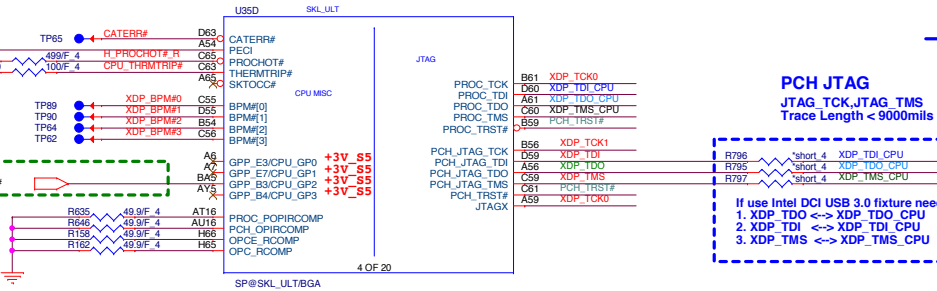 U35D
SKL_ULT
TP65 CATERR# D63 CATERR#
A54 PECI
499/F_4 H_PROCHOT#_R C65 PROCHOT#
100/F_4 CPU_THRMTRIP# C63 THERMTRIP#
A65 SKTOCC#
JTAG
CPU MISC
TP89 XDP_BPM#0 C55 BPM#[0]
TP90 XDP_BPM#1 D55 BPM#[1]
TP64 XDP_BPM#2 B54 BPM#[2]
TP62 XDP_BPM#3 C56 BPM#[3]
PROC_TCK B61 XDP_TCK0
PROC_TDI D60 XDP_TDI_CPU
PROC_TDO A61 XDP_TDO_CPU
PROC_TMS C60 XDP_TMS_CPU
PROC_TRST# B59 PCH_TRST#
PCH_JTAG_TCK B56 XDP_TCK1
PCH_JTAG_TDI D59 XDP_TDI
PCH_JTAG_TDO A56 XDP_TDO
PCH_JTAG_TMS C59 XDP_TMS
PCH_TRST# C61 PCH_TRST#
JTAGX A59 XDP_TCK0
A6 GPP_E3/CPU_GP0 +3V_S5
A7 GPP_E7/CPU_GP1 +3V_S5
BA5 GPP_B3/CPU_GP2 +3V_S5
AY5 GPP_B4/CPU_GP3 +3V_S5
#
R635 49.9/F_4 AT16 PROC_POPIRCOMP
R646 49.9/F_4 AU16 PCH_OPIRCOMP
R158 49.9/F_4 H66 OPCE_RCOMP
R162 49.9/F_4 H65 OPC_RCOMP
4 OF 20
SP@SKL_ULT/BGA
PCH JTAG
JTAG_TCK,JTAG_TMS
Trace Length < 9000mils
R796 *short_4 XDP_TDI_CPU
R795 *short_4 XDP_TDO_CPU
R797 *short_4 XDP_TMS_CPU
If use Intel DCI USB 3.0 fixture nee
1. XDP_TDO <--> XDP_TDO_CPU
2. XDP_TDI <--> XDP_TDI_CPU
3. XDP_TMS <--> XDP_TMS_CPU